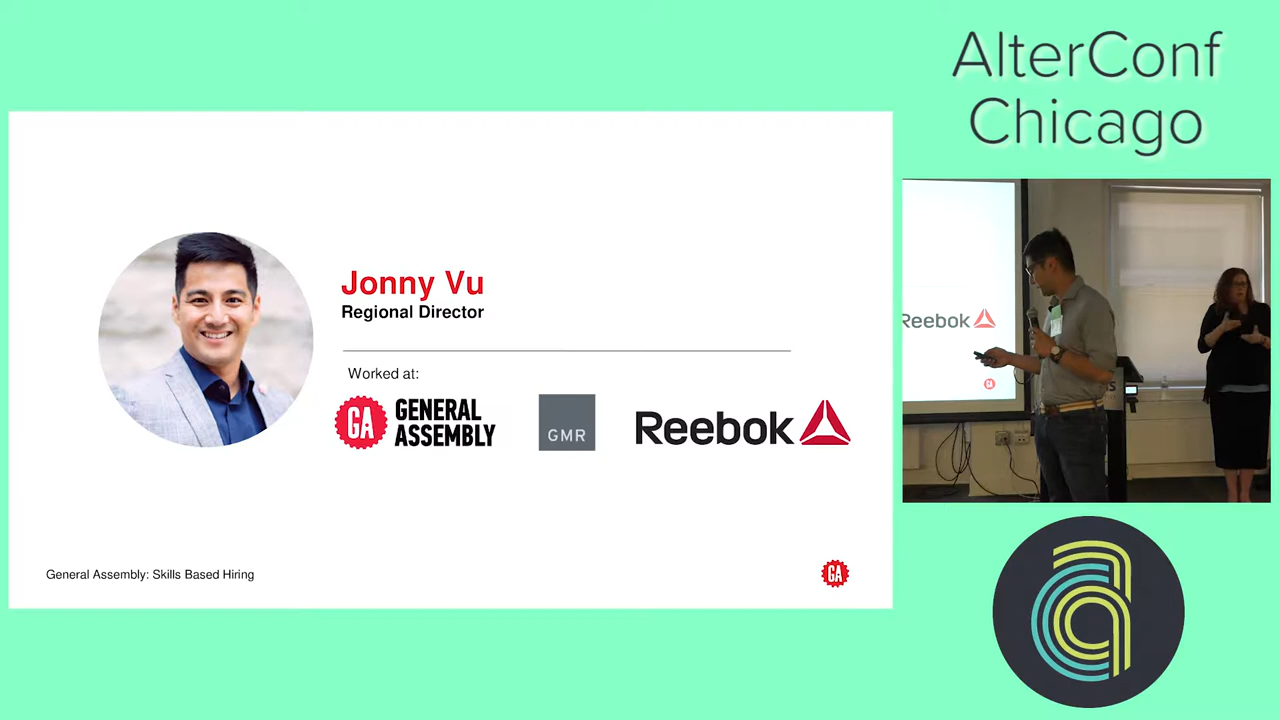 AlterConf
Chicago
Jonny Vu
Regional Director
Worked at:
GA
GENERAL
ASSEMBLY
GMR
Reebok
General Assembly: Skills Based Hiring
GA
Reebok